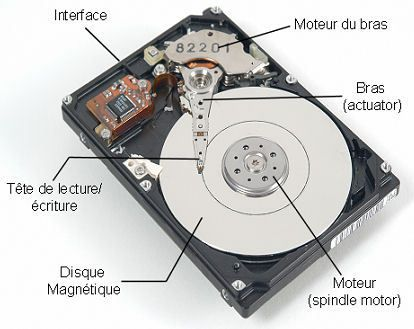 Interface
Moteur du bras
82201
Bras
(actuator)
Tête de lecture/
écriture
Disque
Magnétique
Moteur
(spindle motor)